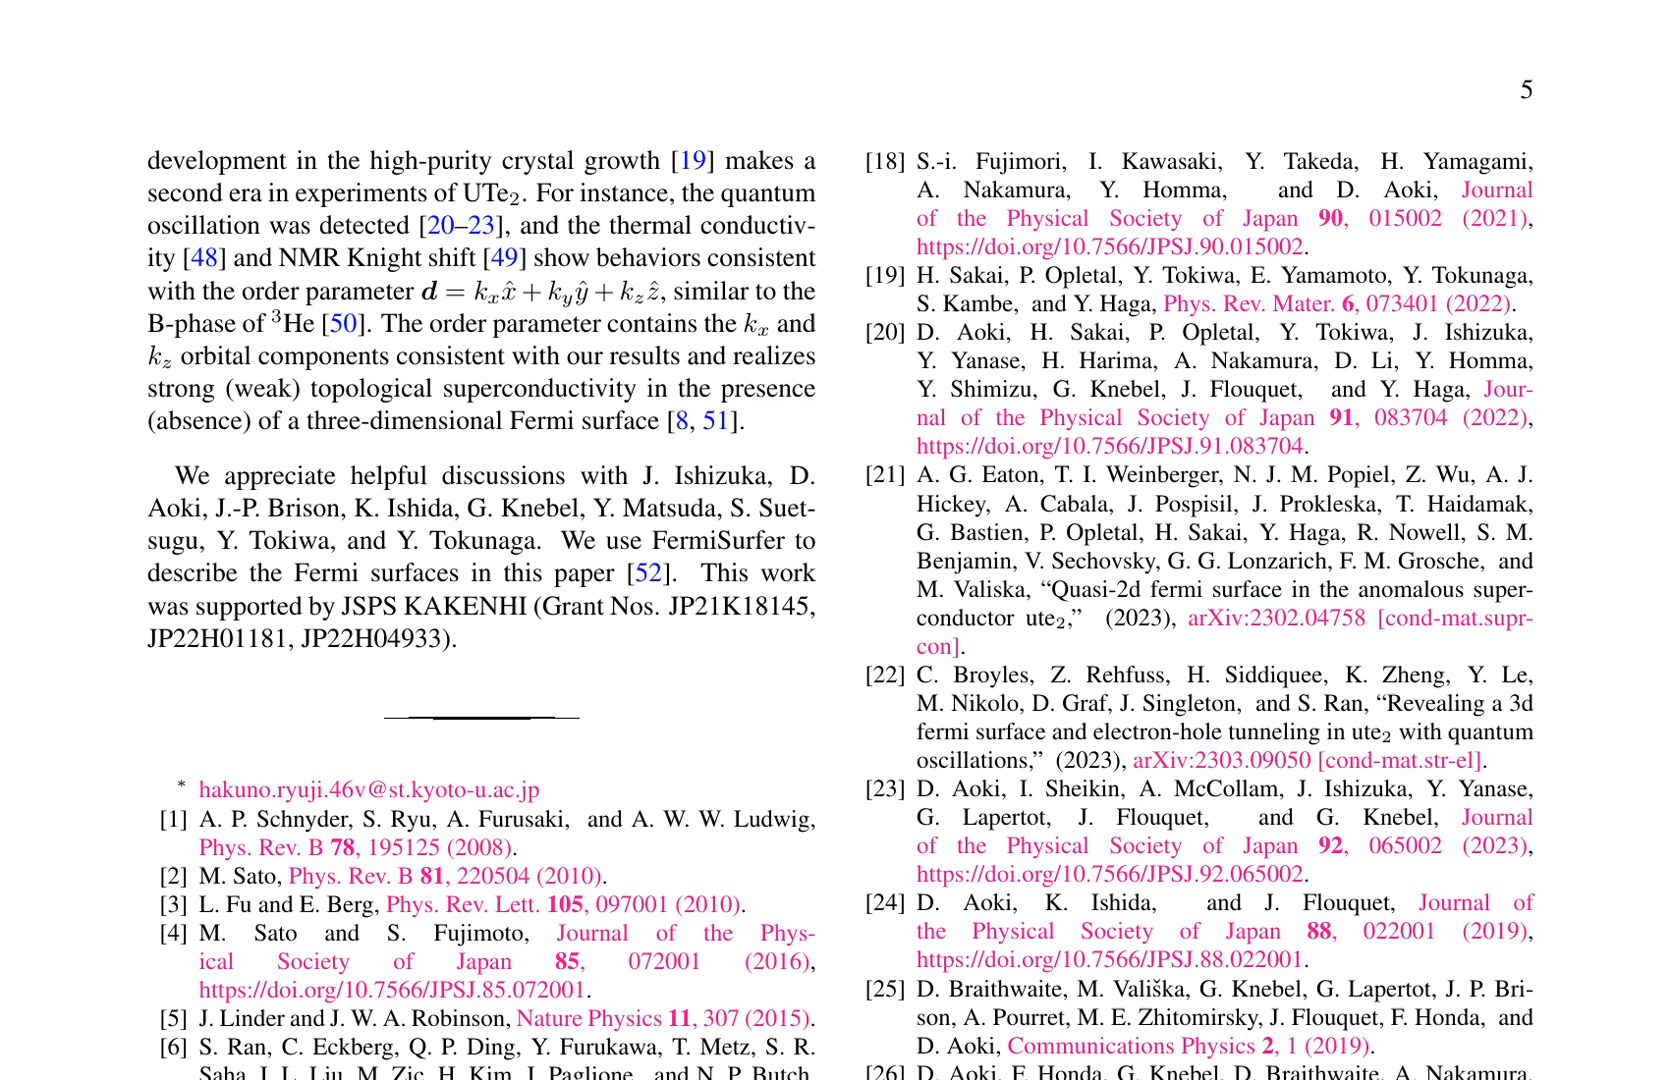 5
development in the high-purity crystal growth [19] makes a
second era in experiments of UTe₂. For instance, the quantum
oscillation was detected [20–23], and the thermal conductiv-
ity [48] and NMR Knight shift [49] show behaviors consistent
with the order parameter d = kₓx̂ + k_yŷ + k_zẑ, similar to the
B-phase of ³He [50]. The order parameter contains the kₓ and
k_z orbital components consistent with our results and realizes
strong (weak) topological superconductivity in the presence
(absence) of a three-dimensional Fermi surface [8, 51].
We appreciate helpful discussions with J. Ishizuka, D.
Aoki, J.-P. Brison, K. Ishida, G. Knebel, Y. Matsuda, S. Suet-
sugu, Y. Tokiwa, and Y. Tokunaga. We use FermiSurfer to
describe the Fermi surfaces in this paper [52]. This work
was supported by JSPS KAKENHI (Grant Nos. JP21K18145,
JP22H01181, JP22H04933).
* hakuno.ryuji.46v@st.kyoto-u.ac.jp
[1] A. P. Schnyder, S. Ryu, A. Furusaki, and A. W. W. Ludwig,
Phys. Rev. B 78, 195125 (2008).
[2] M. Sato, Phys. Rev. B 81, 220504 (2010).
[3] L. Fu and E. Berg, Phys. Rev. Lett. 105, 097001 (2010).
[4] M. Sato and S. Fujimoto, Journal of the Phys-
ical Society of Japan 85, 072001 (2016),
https://doi.org/10.7566/JPSJ.85.072001.
[5] J. Linder and J. W. A. Robinson, Nature Physics 11, 307 (2015).
[6] S. Ran, C. Eckberg, Q. P. Ding, Y. Furukawa, T. Metz, S. R.
Saha, I. L. Liu, M. Zic, H. Kim, J. Paglione, and N. P. Butch,
[18] S.-i. Fujimori, I. Kawasaki, Y. Takeda, H. Yamagami,
A. Nakamura, Y. Homma, and D. Aoki, Journal
of the Physical Society of Japan 90, 015002 (2021),
https://doi.org/10.7566/JPSJ.90.015002.
[19] H. Sakai, P. Opletal, Y. Tokiwa, E. Yamamoto, Y. Tokunaga,
S. Kambe, and Y. Haga, Phys. Rev. Mater. 6, 073401 (2022).
[20] D. Aoki, H. Sakai, P. Opletal, Y. Tokiwa, J. Ishizuka,
Y. Yanase, H. Harima, A. Nakamura, D. Li, Y. Homma,
Y. Shimizu, G. Knebel, J. Flouquet, and Y. Haga, Jour-
nal of the Physical Society of Japan 91, 083704 (2022),
https://doi.org/10.7566/JPSJ.91.083704.
[21] A. G. Eaton, T. I. Weinberger, N. J. M. Popiel, Z. Wu, A. J.
Hickey, A. Cabala, J. Pospisil, J. Prokleska, T. Haidamak,
G. Bastien, P. Opletal, H. Sakai, Y. Haga, R. Nowell, S. M.
Benjamin, V. Sechovsky, G. G. Lonzarich, F. M. Grosche, and
M. Valiska, “Quasi-2d fermi surface in the anomalous super-
conductor ute₂,” (2023), arXiv:2302.04758 [cond-mat.supr-
con].
[22] C. Broyles, Z. Rehfuss, H. Siddiquee, K. Zheng, Y. Le,
M. Nikolo, D. Graf, J. Singleton, and S. Ran, “Revealing a 3d
fermi surface and electron-hole tunneling in ute₂ with quantum
oscillations,” (2023), arXiv:2303.09050 [cond-mat.str-el].
[23] D. Aoki, I. Sheikin, A. McCollam, J. Ishizuka, Y. Yanase,
G. Lapertot, J. Flouquet, and G. Knebel, Journal
of the Physical Society of Japan 92, 065002 (2023),
https://doi.org/10.7566/JPSJ.92.065002.
[24] D. Aoki, K. Ishida, and J. Flouquet, Journal of
the Physical Society of Japan 88, 022001 (2019),
https://doi.org/10.7566/JPSJ.88.022001.
[25] D. Braithwaite, M. Vališka, G. Knebel, G. Lapertot, J. P. Bri-
son, A. Pourret, M. E. Zhitomirsky, J. Flouquet, F. Honda, and
D. Aoki, Communications Physics 2, 1 (2019).
[26] D. Aoki, F. Honda, G. Knebel, D. Braithwaite, A. Nakamura,